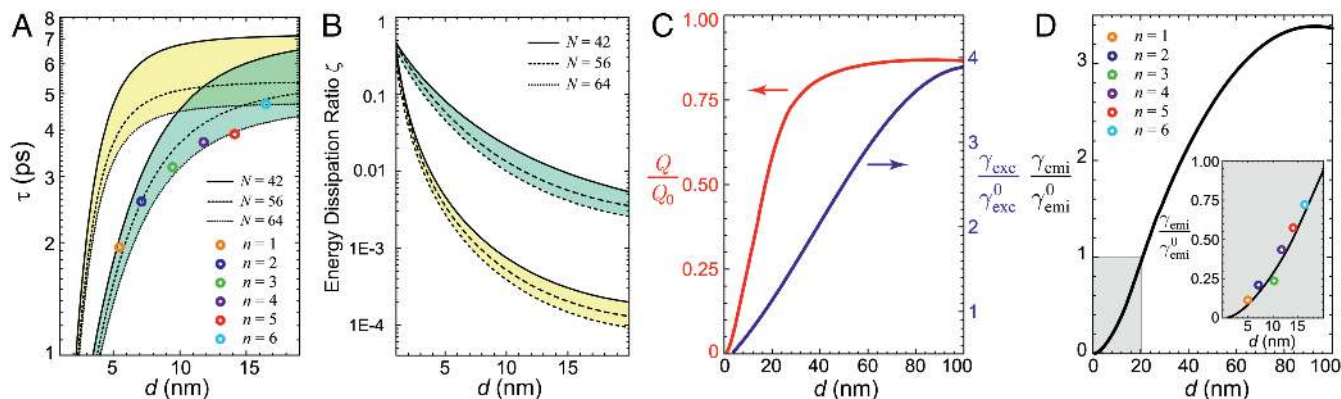 A
8
7
6
5
4
3
2
1
τ (ps)
N = 42
N = 56
N = 64
n = 1
n = 2
n = 3
n = 4
n = 5
n = 6
5 10 15
d (nm)
B
1
0.1
0.01
1E-3
1E-4
Energy Dissipation Ratio ζ
N = 42
N = 56
N = 64
5 10 15
d (nm)
C
1.00
0.75
0.50
0.25
0
Q
Q0
4
3
2
1
γexc γemi
γ0exc γ0emi
0 20 40 60 80 100
d (nm)
D
3
2
1
0
n = 1
n = 2
n = 3
n = 4
n = 5
n = 6
1.00
0.75
0.50
0.25
0
γemi
γ0emi
5 10 15
d (nm)
0 20 40 60 80 100
d (nm)